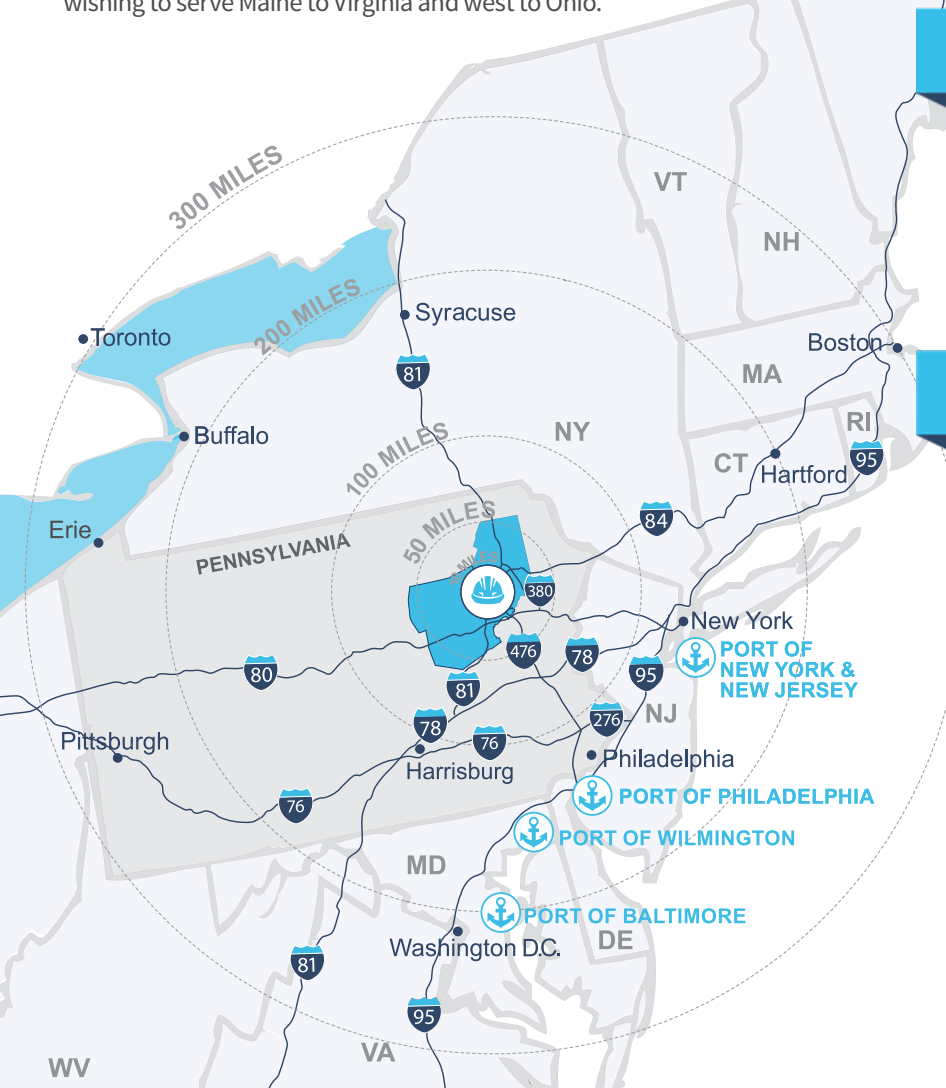 wishing to serve Maine to Virginia and west to Ohio.
300 MILES
VT
NH
200 MILES
Toronto
Syracuse
Boston
81
MA
Buffalo
100 MILES
NY
RI
CT
Hartford
95
50 MILES
84
Erie
PENNSYLVANIA
MILES
380
New York
476
78
PORT OF
NEW YORK &
NEW JERSEY
80
95
81
NJ
78
276
Pittsburgh
76
Philadelphia
Harrisburg
76
PORT OF PHILADELPHIA
PORT OF WILMINGTON
MD
PORT OF BALTIMORE
Washington D.C.
DE
81
95
VA
WV